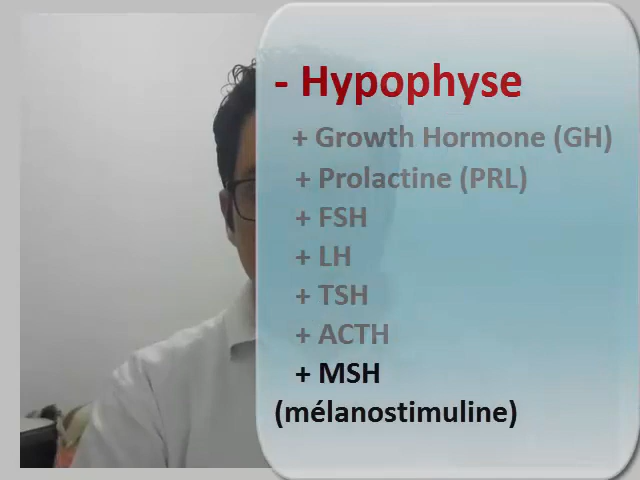 - Hypophyse
+ Growth Hormone (GH)
+ Prolactine (PRL)
+ FSH
+ LH
+ TSH
+ ACTH
+ MSH
(mélanostimuline)